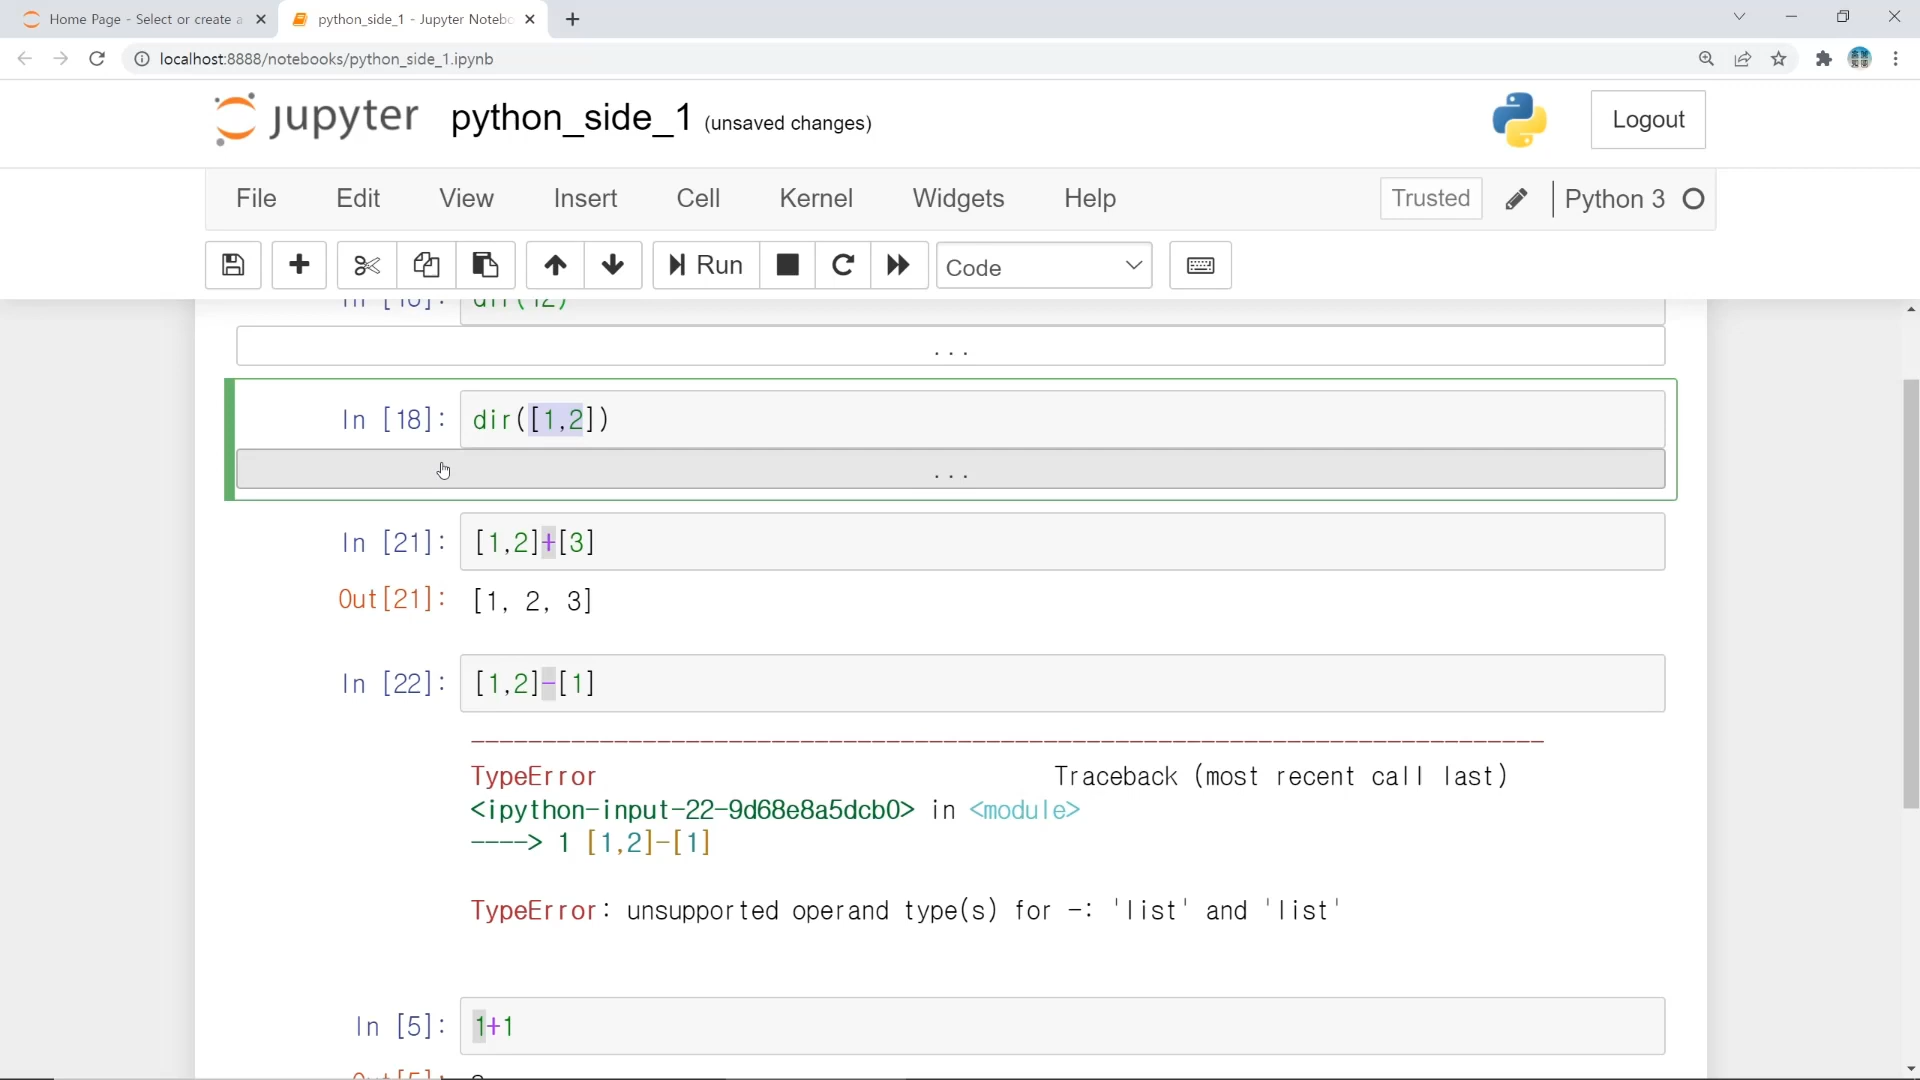 Home Page - Select or create a
python_side_1 - Jupyter Notebo
localhost:8888/notebooks/python_side_1.ipynb
jupyter python_side_1 (unsaved changes)
Logout
File Edit View Insert Cell Kernel Widgets Help
Trusted
Python 3
Run
Code
dir(12)
...
In [18]: dir([1,2])
...
In [21]: [1,2]+[3]
Out[21]: [1, 2, 3]
In [22]: [1,2]-[1]
---------------------------------------------------------------------------
TypeError Traceback (most recent call last)
<ipython-input-22-9d68e8a5dcb0> in <module>
----> 1 [1,2]-[1]
TypeError: unsupported operand type(s) for -: 'list' and 'list'
In [5]: 1+1
Out[5]: